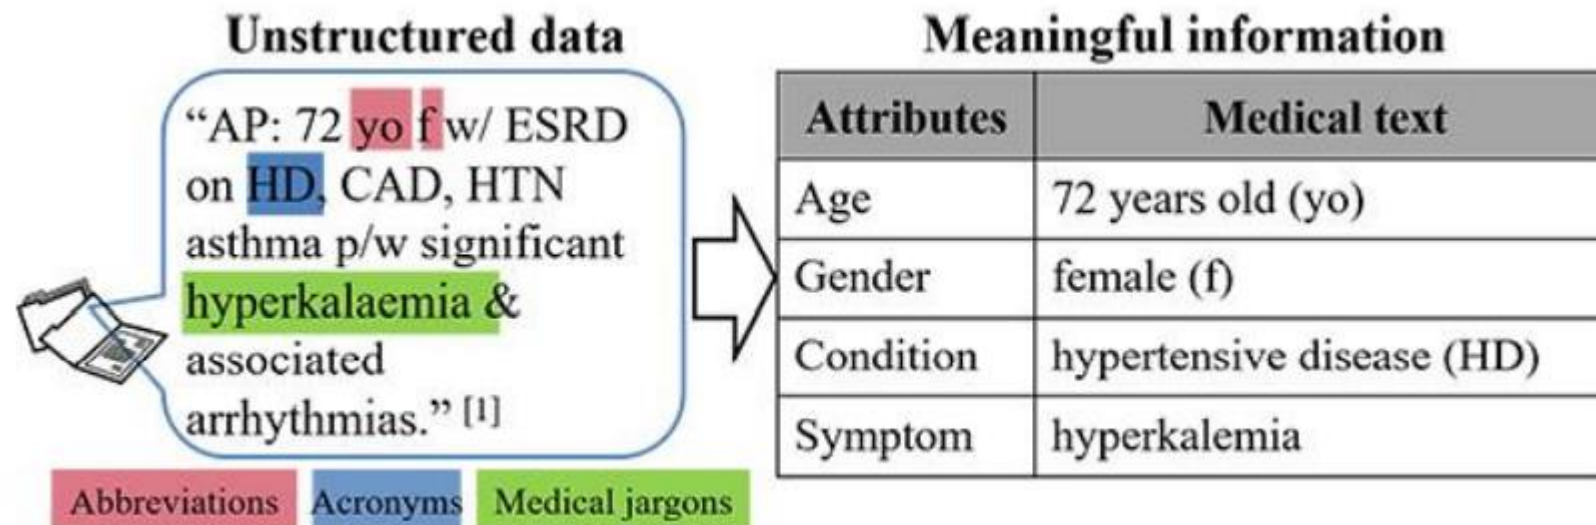 Unstructured data
“AP: 72 yo f w/ ESRD
on HD, CAD, HTN
asthma p/w significant
hyperkalaemia &
associated
arrhythmias.” [1]
Abbreviations Acronyms Medical jargons
Meaningful information
Attributes Medical text
Age 72 years old (yo)
Gender female (f)
Condition hypertensive disease (HD)
Symptom hyperkalemia